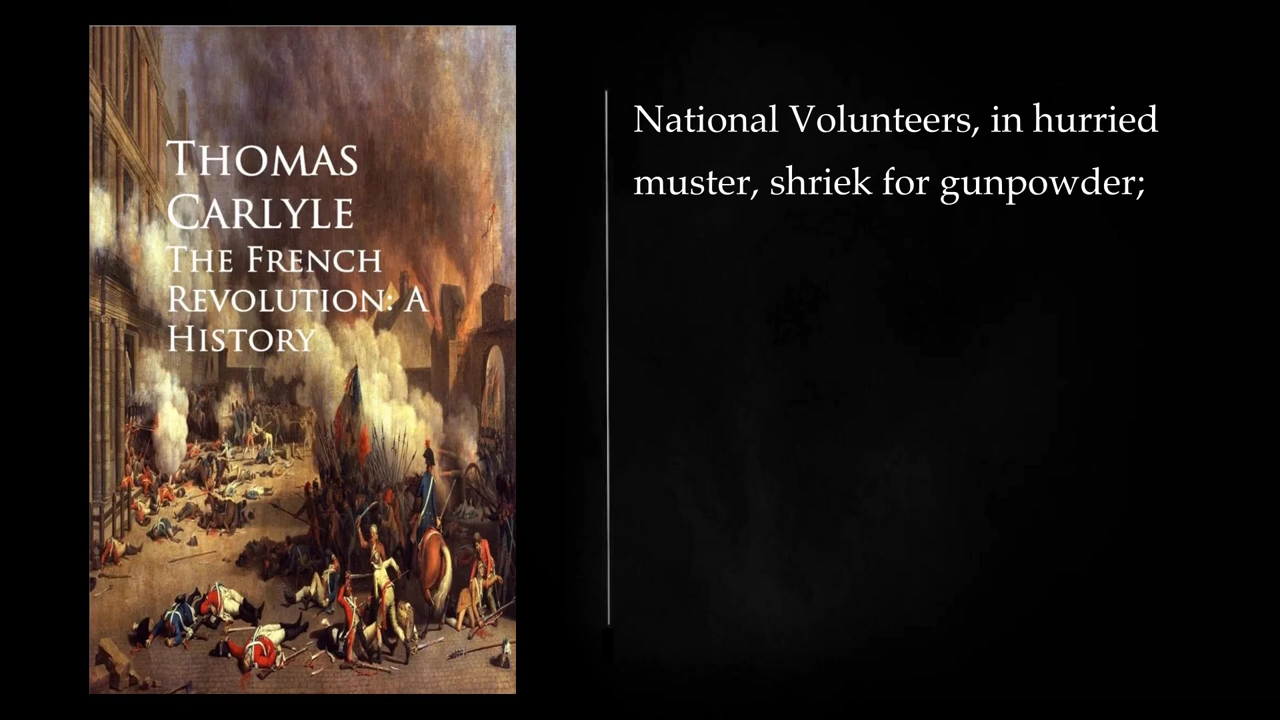 THOMAS
CARLYLE
THE FRENCH
REVOLUTION: A
HISTORY
National Volunteers, in hurried
muster, shriek for gunpowder;